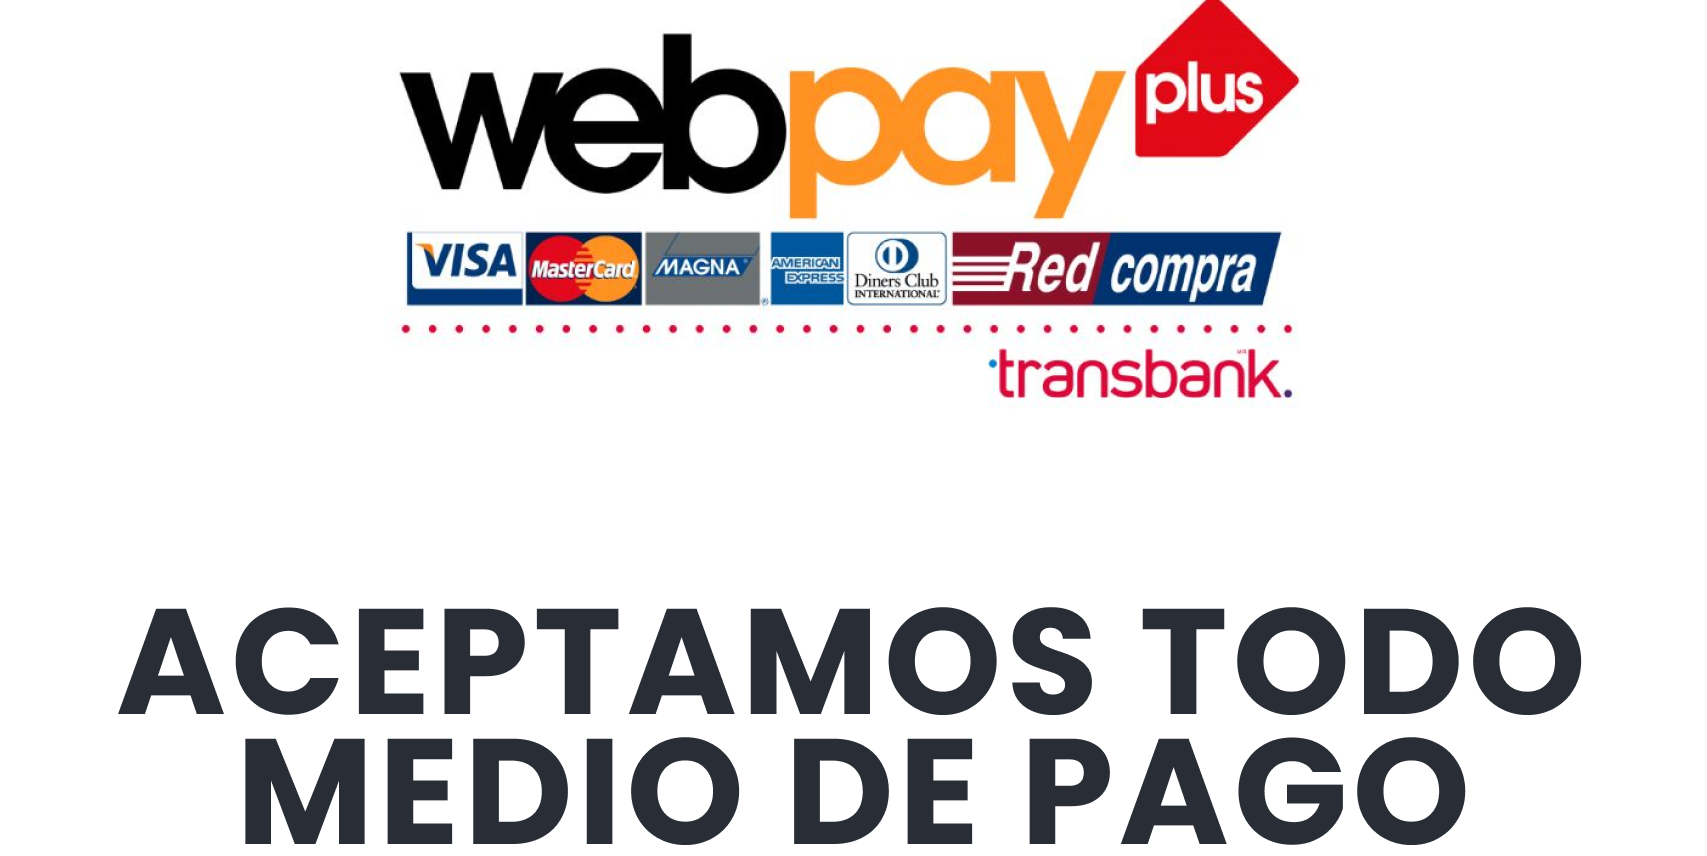 webpay plus
VISA MasterCard MAGNA AMERICAN EXPRESS Diners Club INTERNATIONAL Red compra
transbank.
ACEPTAMOS TODO
MEDIO DE PAGO